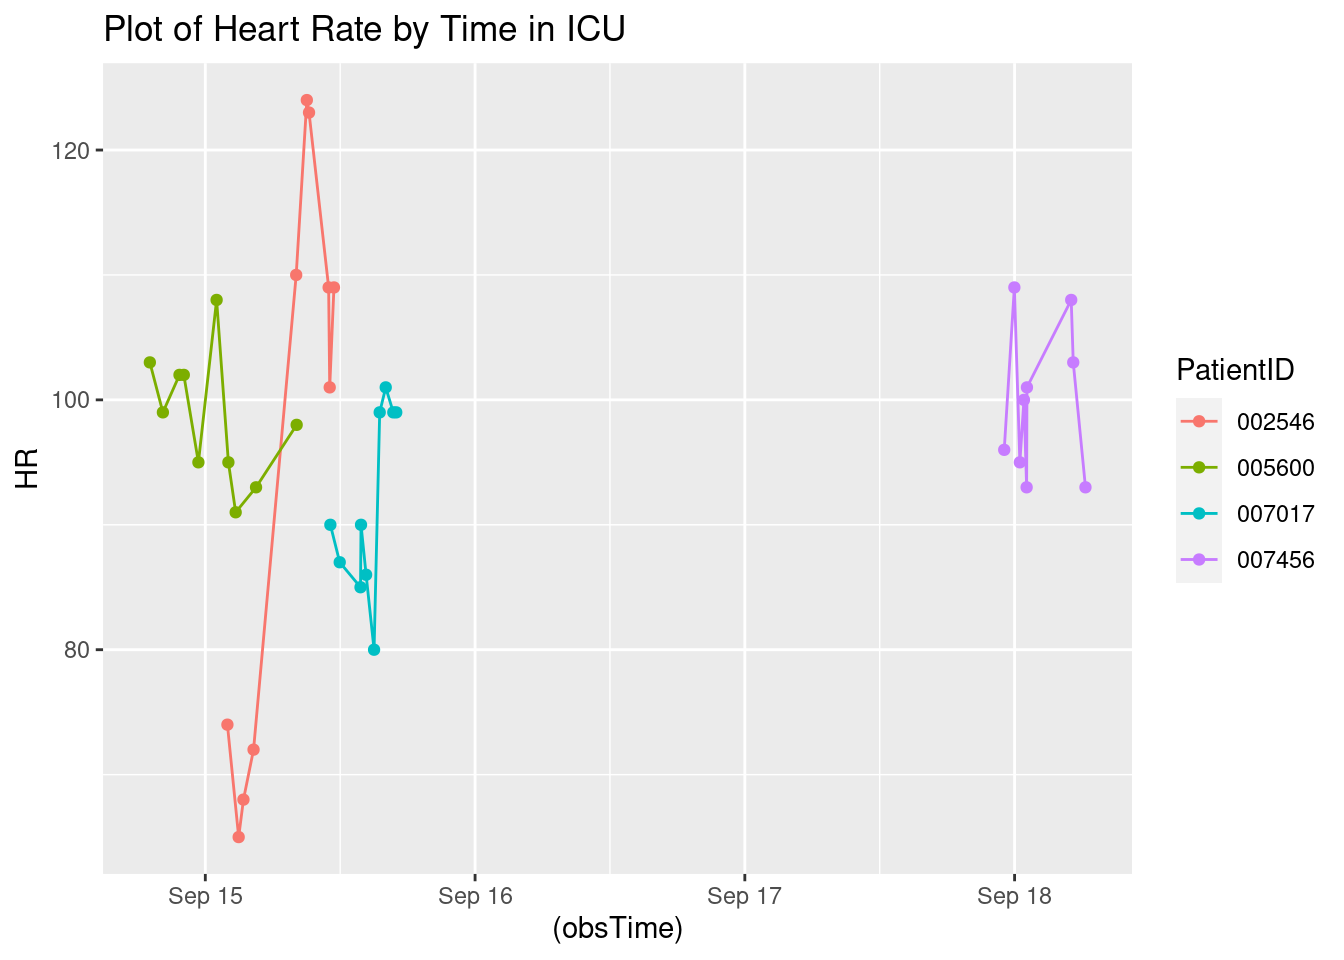 Plot of Heart Rate by Time in ICU
120
100
80
HR
Sep 15
Sep 16
Sep 17
Sep 18
(obsTime)
PatientID
002546
005600
007017
007456